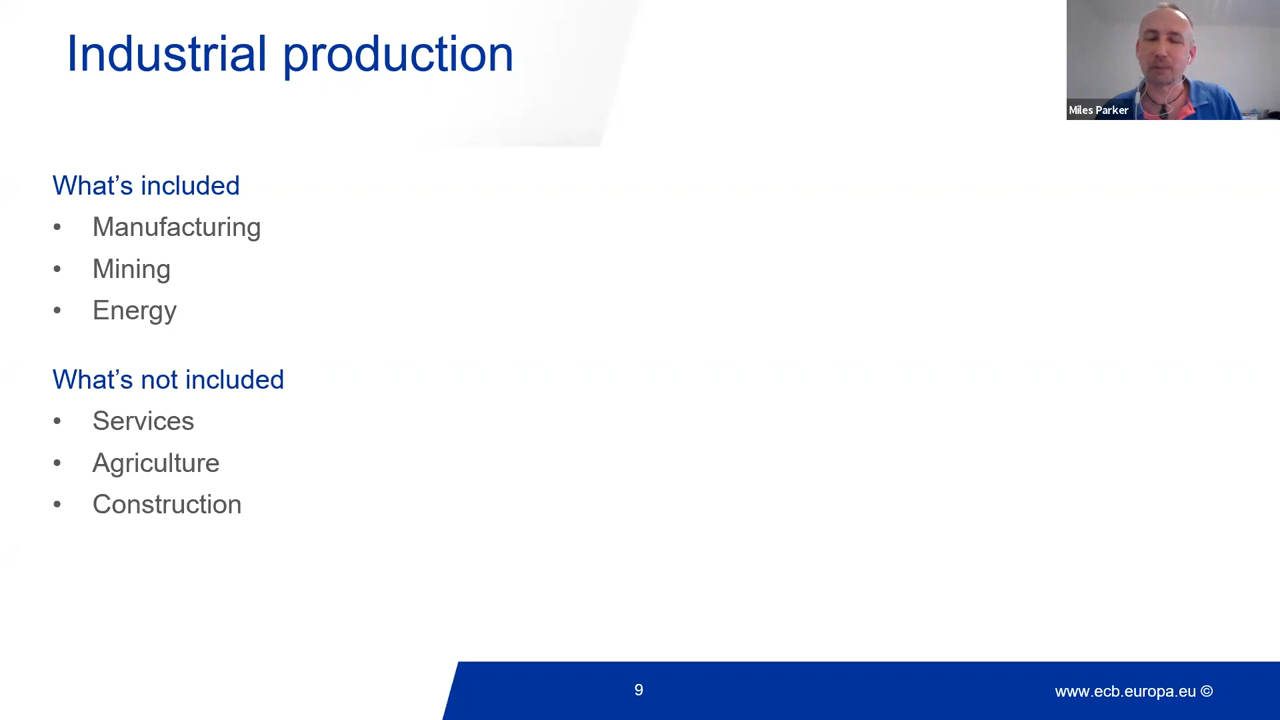 Industrial production
Miles Parker
What's included
• Manufacturing
• Mining
• Energy
What's not included
• Services
• Agriculture
• Construction
9
www.ecb.europa.eu ©